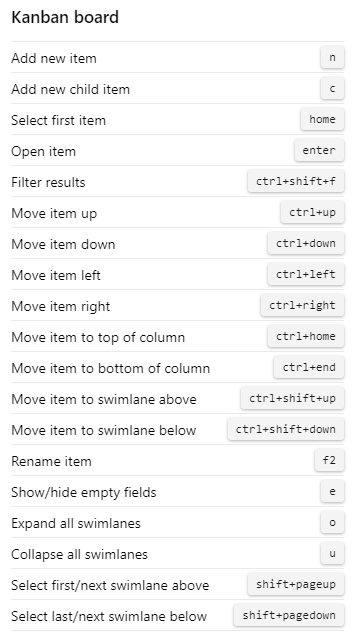 Kanban board
Add new item n
Add new child item c
Select first item home
Open item enter
Filter results ctrl+shift+f
Move item up ctrl+up
Move item down ctrl+down
Move item left ctrl+left
Move item right ctrl+right
Move item to top of column ctrl+home
Move item to bottom of column ctrl+end
Move item to swimlane above ctrl+shift+up
Move item to swimlane below ctrl+shift+down
Rename item f2
Show/hide empty fields e
Expand all swimlanes o
Collapse all swimlanes u
Select first/next swimlane above shift+pageup
Select last/next swimlane below shift+pagedown